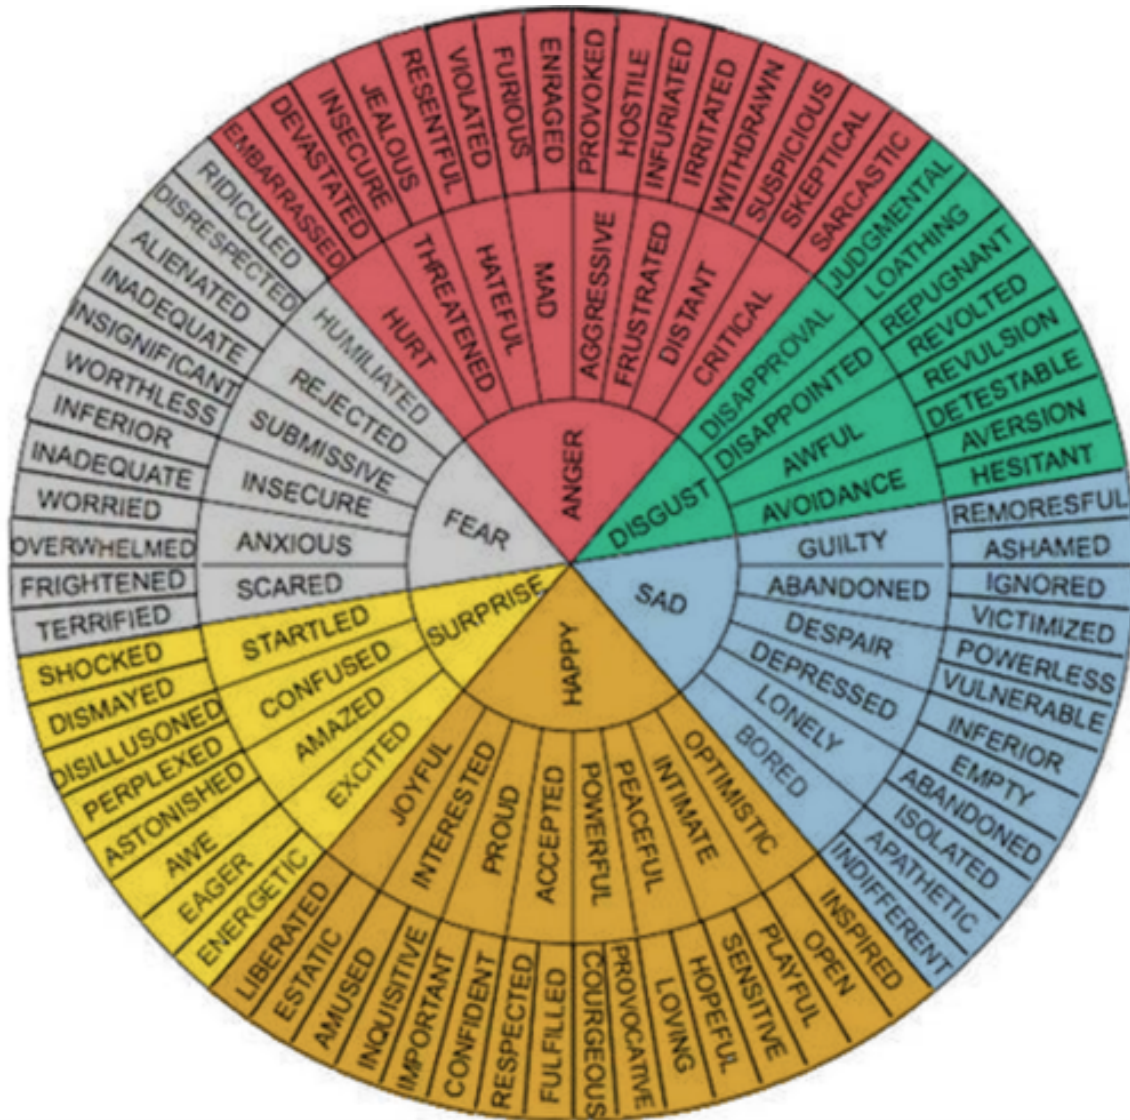 ANGER
HURT
THREATENED
HATEFUL
MAD
AGGRESSIVE
FRUSTRATED
DISTANT
CRITICAL
EMBARRASSED
DEVASTATED
INSECURE
JEALOUS
RESENTFUL
VIOLATED
FURIOUS
ENRAGED
PROVOKED
HOSTILE
INFURIATED
IRRITATED
WITHDRAWN
SUSPICIOUS
SKEPTICAL
SARCASTIC
DISGUST
DISAPPROVAL
DISAPPOINTED
AWFUL
AVOIDANCE
JUDGMENTAL
LOATHING
REPUGNANT
REVOLTED
REVULSION
DETESTABLE
AVERSION
HESITANT
SAD
GUILTY
ABANDONED
DESPAIR
DEPRESSED
LONELY
BORED
REMORESFUL
ASHAMED
IGNORED
VICTIMIZED
POWERLESS
VULNERABLE
INFERIOR
EMPTY
ABANDONED
ISOLATED
APATHETIC
INDIFFERENT
HAPPY
OPTIMISTIC
INTIMATE
PEACEFUL
POWERFUL
ACCEPTED
PROUD
INTERESTED
JOYFUL
INSPIRED
OPEN
PLAYFUL
SENSITIVE
HOPEFUL
LOVING
PROVOCATIVE
COURGEOUS
FULFILLED
RESPECTED
CONFIDENT
IMPORTANT
INQUISITIVE
AMUSED
ESTATIC
LIBERATED
SURPRISE
EXCITED
AMAZED
CONFUSED
STARTLED
ENERGETIC
EAGER
AWE
ASTONISHED
PERPLEXED
DISILLUSONED
DISMAYED
SHOCKED
FEAR
SCARED
ANXIOUS
INSECURE
SUBMISSIVE
REJECTED
HUMILIATED
TERRIFIED
FRIGHTENED
OVERWHELMED
WORRIED
INADEQUATE
INFERIOR
WORTHLESS
INSIGNIFICANT
INADEQUATE
ALIENATED
DISRESPECTED
RIDICULED